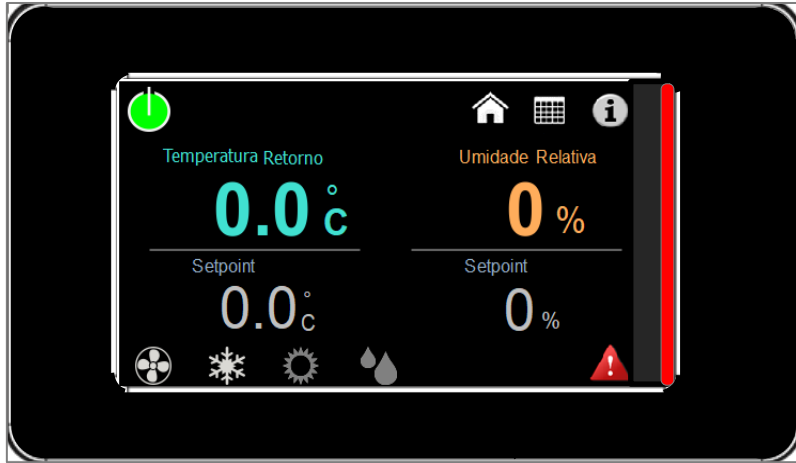 Temperatura Retorno
Umidade Relativa
0.0 °C
0 %
Setpoint
Setpoint
0.0 °C
0 %